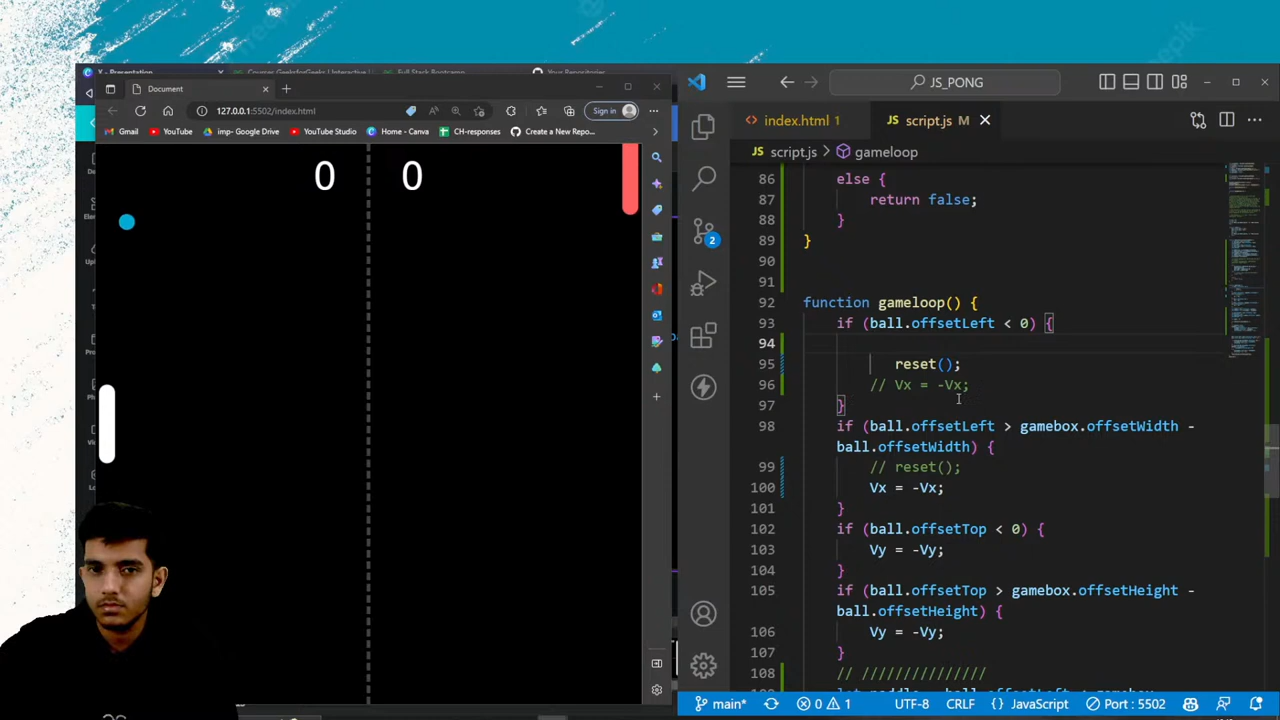 Presentation
Courses GeeksforGeeks | Interactive
Full Stack Bootcamp
Your Repositories
Document
127.0.0.1:5502/index.html
Sign in
Gmail
YouTube
imp- Google Drive
YouTube Studio
Home - Canva
CH-responses
Create a New Repo...
0 0
JS_PONG
index.html 1
script.js M
script.js > gameloop
86 else {
87 return false;
88 }
89 }
90
91
92 function gameloop() {
93 if (ball.offsetLeft < 0) {
94
95 reset();
96 // Vx = -Vx;
97 }
98 if (ball.offsetLeft > gamebox.offsetWidth -
ball.offsetWidth) {
99 // reset();
100 Vx = -Vx;
101 }
102 if (ball.offsetTop < 0) {
103 Vy = -Vy;
104 }
105 if (ball.offsetTop > gamebox.offsetHeight -
ball.offsetHeight) {
106 Vy = -Vy;
107 }
108 // ///////////////
2
main*
0 1
UTF-8
CRLF
JavaScript
Port : 5502